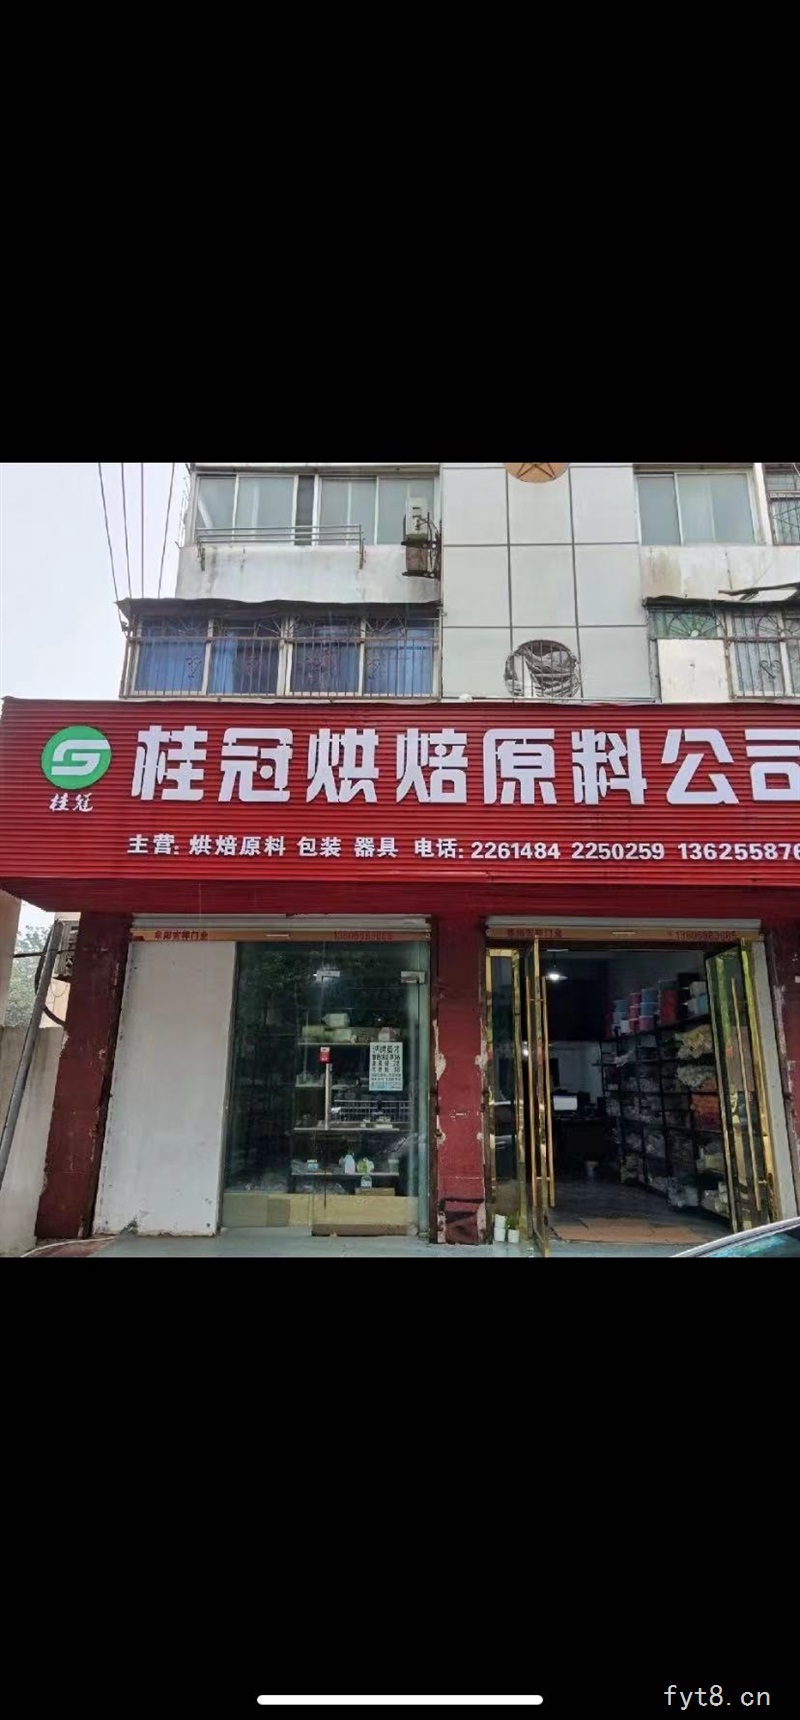 桂冠烘焙原料公司
桂冠
主营: 烘焙原料 包装 器具 电话: 2261484 2250259 136255876
fyt8.cn